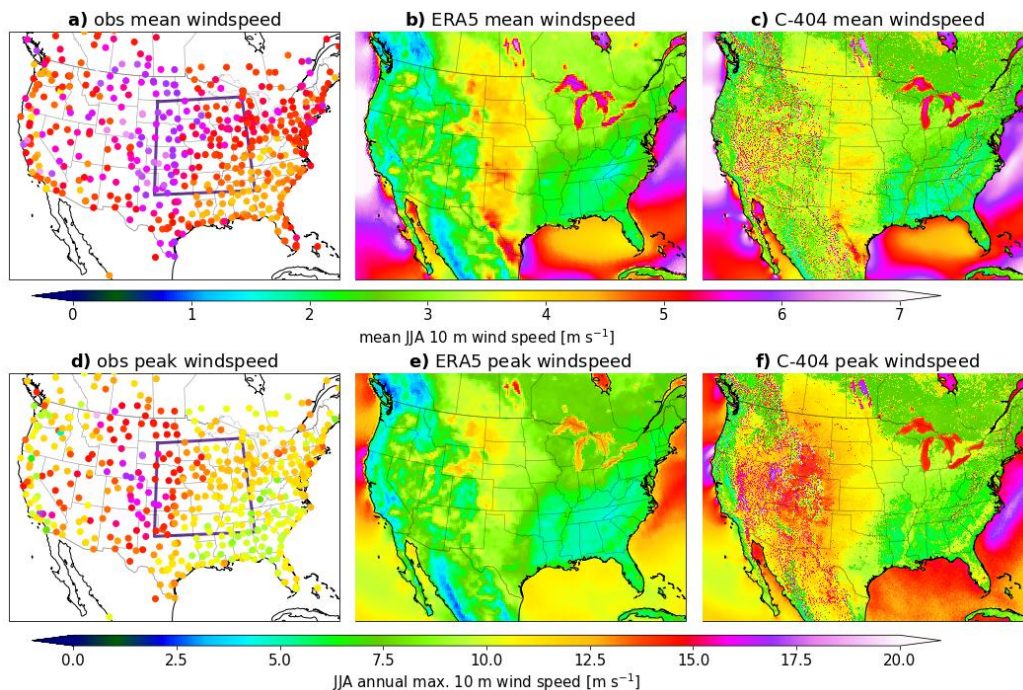 a) obs mean windspeed
b) ERA5 mean windspeed
c) C-404 mean windspeed
0 1 2 3 4 5 6 7
mean JJA 10 m wind speed [m s⁻¹]
d) obs peak windspeed
e) ERA5 peak windspeed
f) C-404 peak windspeed
0.0 2.5 5.0 7.5 10.0 12.5 15.0 17.5 20.0
JJA annual max. 10 m wind speed [m s⁻¹]